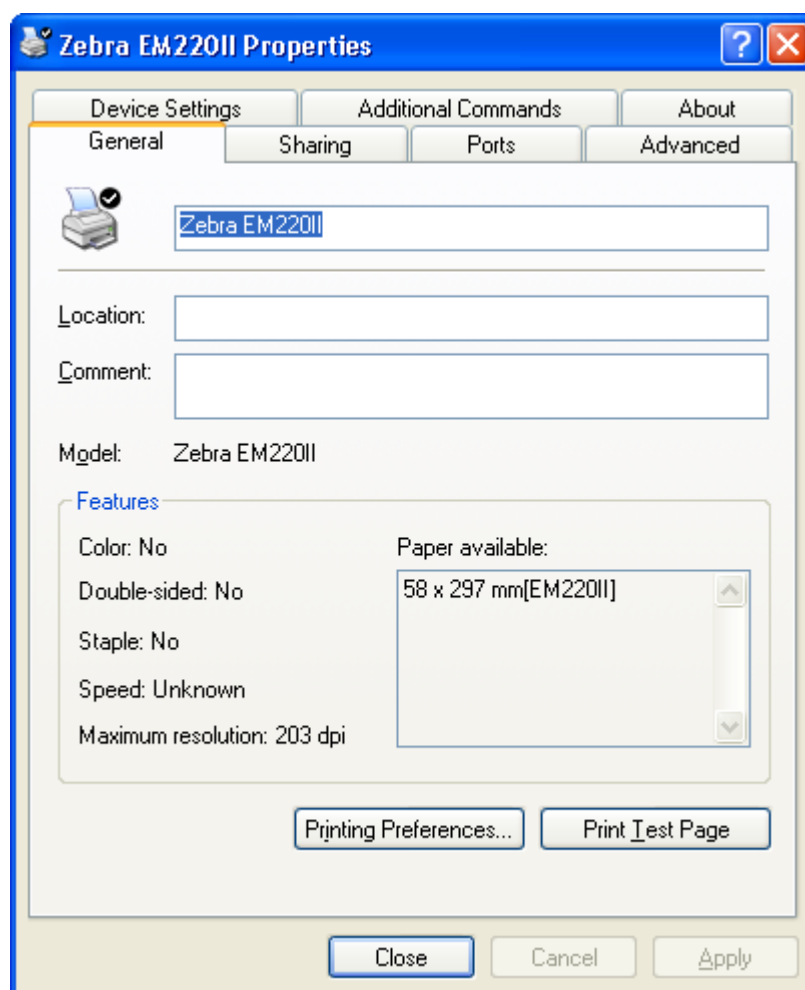 Zebra EM220II Properties
Device Settings Additional Commands About
General Sharing Ports Advanced
Zebra EM220II
Location:
Comment:
Model: Zebra EM220II
Features
Color: No
Paper available:
Double-sided: No
58 x 297 mm[EM220II]
Staple: No
Speed: Unknown
Maximum resolution: 203 dpi
Printing Preferences... Print Test Page
Close Cancel Apply